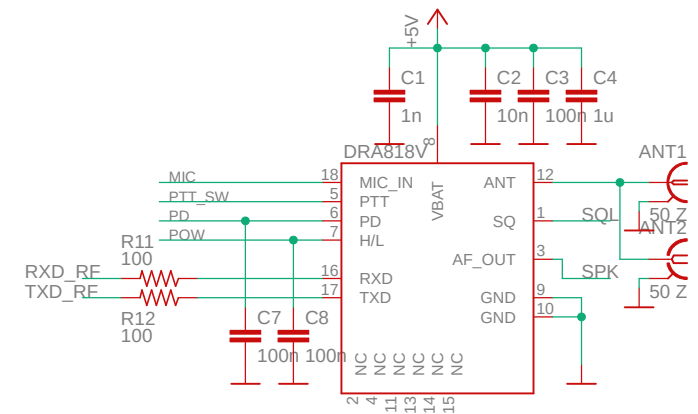 +5V
C1
C2
C3
C4
1n
10n
100n
1u
DRA818V
8
ANT1
MIC
18
MIC_IN
VBAT
ANT
12
PTT_SW
5
PTT
PD
6
PD
SQ
1
SQL
50 Z
POW
7
H/L
ANT2
R11
100
AF_OUT
3
RXD_RF
16
RXD
SPK
TXD_RF
17
TXD
GND
9
50 Z
R12
100
C7
C8
GND
10
100n
100n
NC
NC
NC
NC
NC
NC
2
4
11
13
14
15